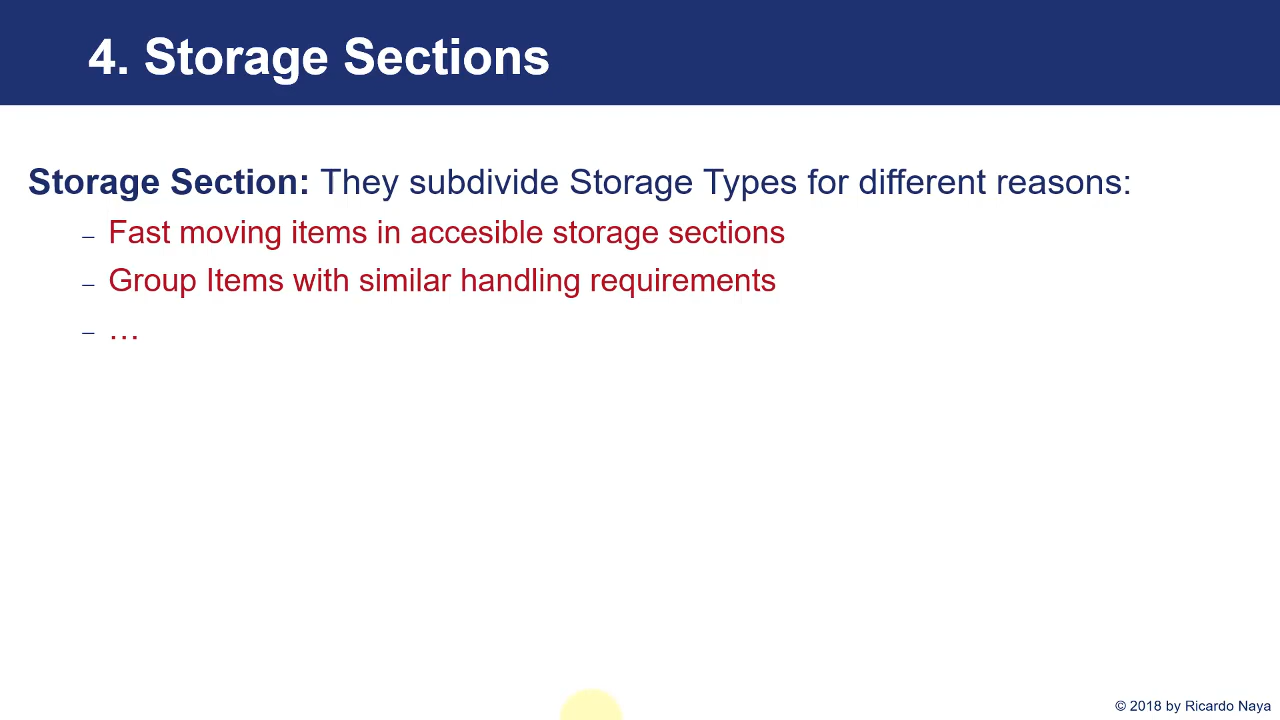 4. Storage Sections
Storage Section: They subdivide Storage Types for different reasons:
– Fast moving items in accesible storage sections
– Group Items with similar handling requirements
– …
© 2018 by Ricardo Naya